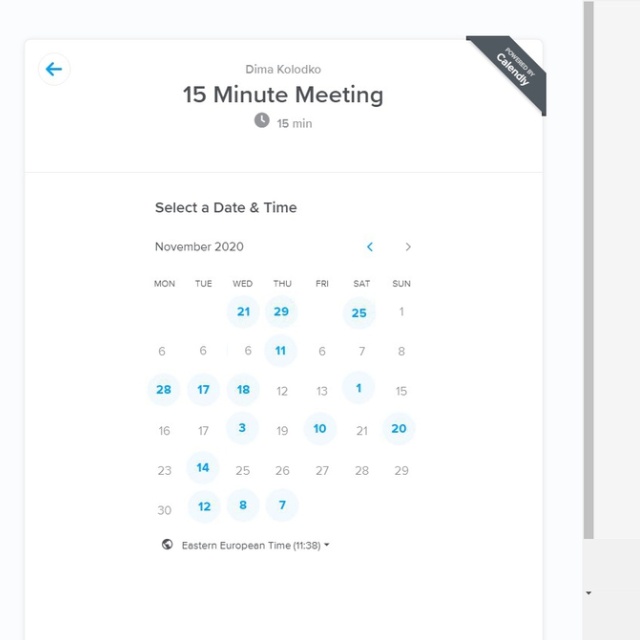 POWERED BY
Calendly
Dima Kolodko
15 Minute Meeting
15 min
Select a Date & Time
November 2020
MON TUE WED THU FRI SAT SUN
21 29 25 1
6 6 6 11 6 7 8
28 17 18 12 13 1 15
16 17 3 19 10 21 20
23 14 25 26 27 28 29
30 12 8 7
Eastern European Time (11:38)